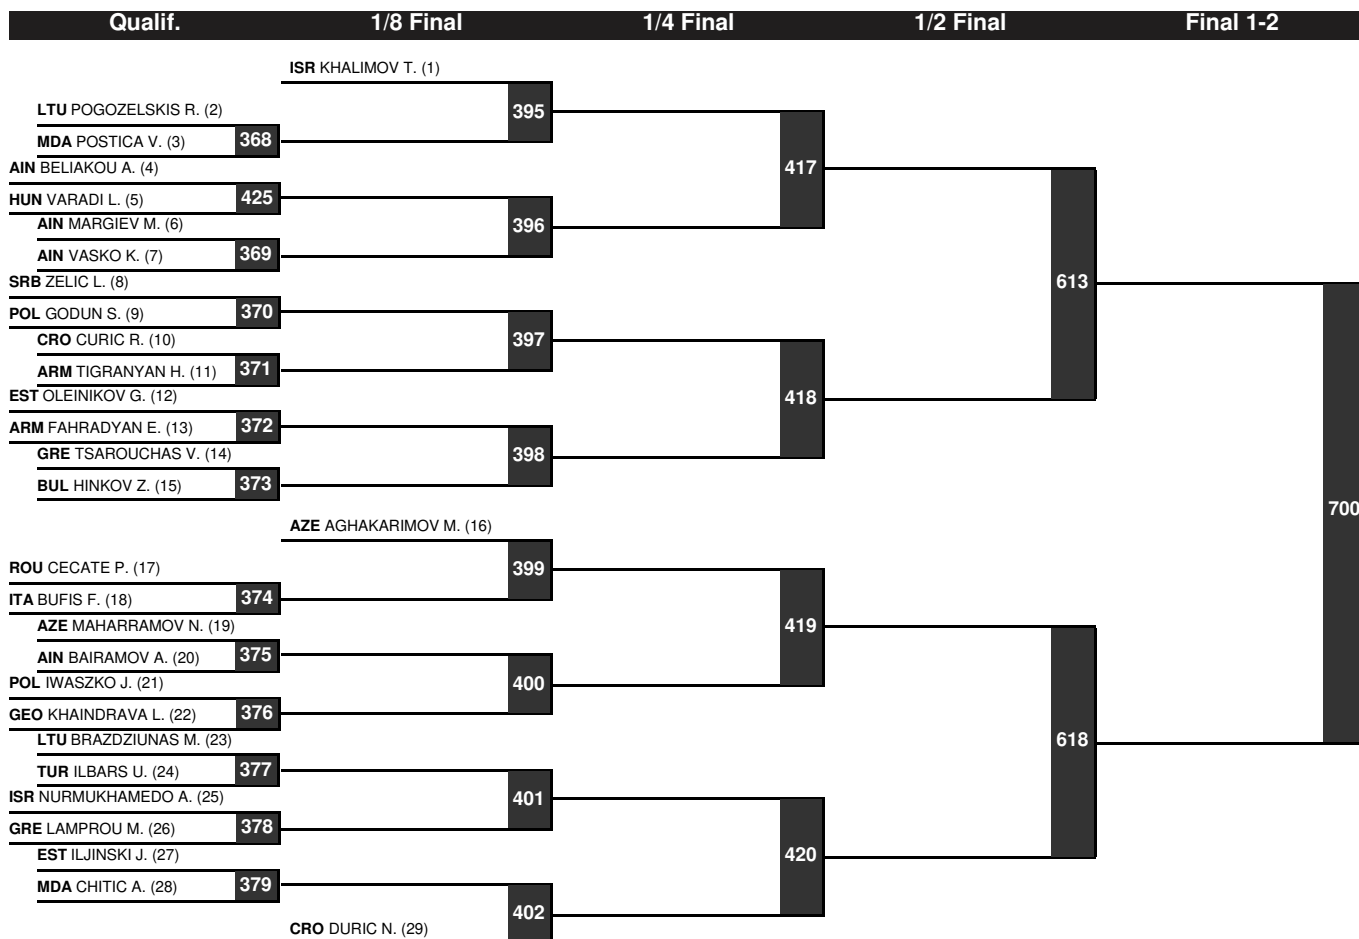 Qualif. 1/8 Final 1/4 Final 1/2 Final Final 1-2
ISR KHALIMOV T. (1)
395
LTU POGOZELSKIS R. (2)
MDA POSTICA V. (3) 368
417
AIN BELIAKOU A. (4)
HUN VARADI L. (5) 425
396
AIN MARGIEV M. (6)
AIN VASKO K. (7) 369
613
SRB ZELIC L. (8)
POL GODUN S. (9) 370
397
CRO CURIC R. (10)
ARM TIGRANYAN H. (11) 371
418
EST OLEINIKOV G. (12)
ARM FAHRADYAN E. (13) 372
398
GRE TSAROUCHAS V. (14)
BUL HINKOV Z. (15) 373
700
AZE AGHAKARIMOV M. (16)
399
ROU CECATE P. (17)
ITA BUFIS F. (18) 374
419
AZE MAHARRAMOV N. (19)
AIN BAIRAMOV A. (20) 375
400
POL IWASZKO J. (21)
GEO KHAINDRAVA L. (22) 376
618
LTU BRAZDZIUNAS M. (23)
TUR ILBARS U. (24) 377
401
ISR NURMUKHAMEDO A. (25)
GRE LAMPROU M. (26) 378
420
EST ILJINSKI J. (27)
MDA CHITIC A. (28) 379
402
CRO DURIC N. (29)